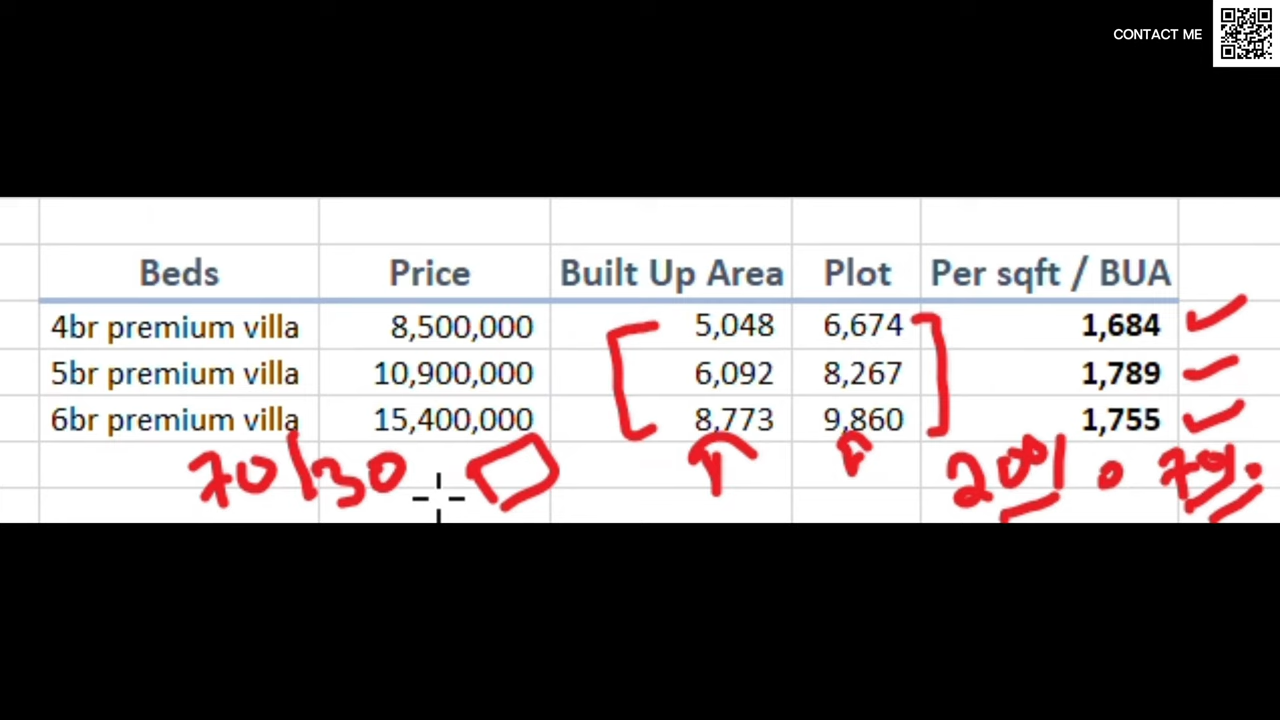 CONTACT ME
Beds Price Built Up Area Plot Per sqft / BUA
4br premium villa 8,500,000 5,048 6,674 1,684
5br premium villa 10,900,000 6,092 8,267 1,789
6br premium villa 15,400,000 8,773 9,860 1,755
70/30 20% 7%